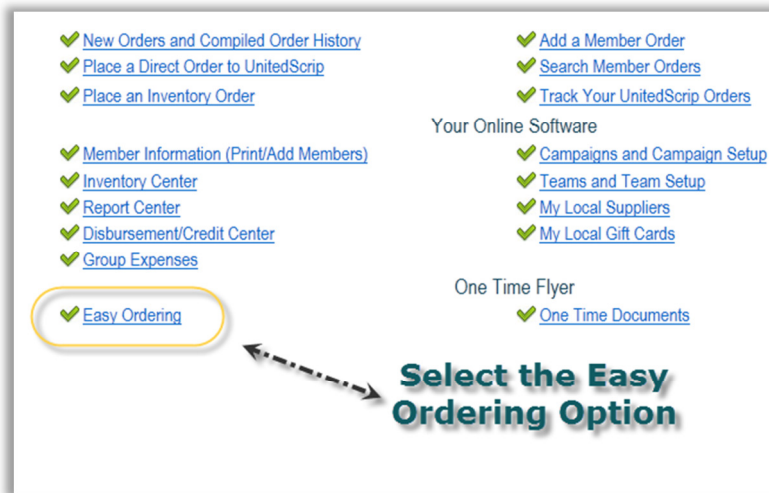 New Orders and Compiled Order History
Add a Member Order
Place a Direct Order to UnitedScrip
Search Member Orders
Place an Inventory Order
Track Your UnitedScrip Orders
Your Online Software
Member Information (Print/Add Members)
Campaigns and Campaign Setup
Inventory Center
Teams and Team Setup
Report Center
My Local Suppliers
Disbursement/Credit Center
My Local Gift Cards
Group Expenses
One Time Flyer
Easy Ordering
One Time Documents
Select the Easy
Ordering Option